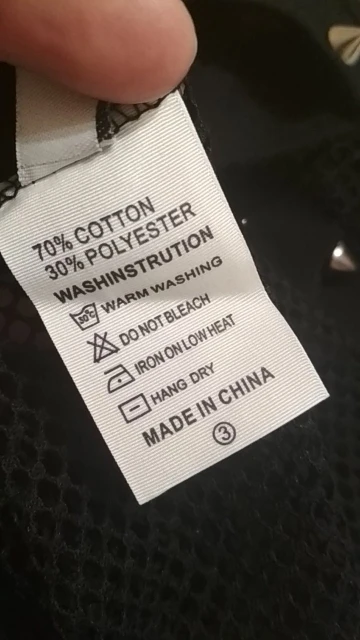 70% COTTON
30% POLYESTER
WASHINSTRUTION
30°C WARM WASHING
DO NOT BLEACH
IRON ON LOW HEAT
HANG DRY
MADE IN CHINA
3